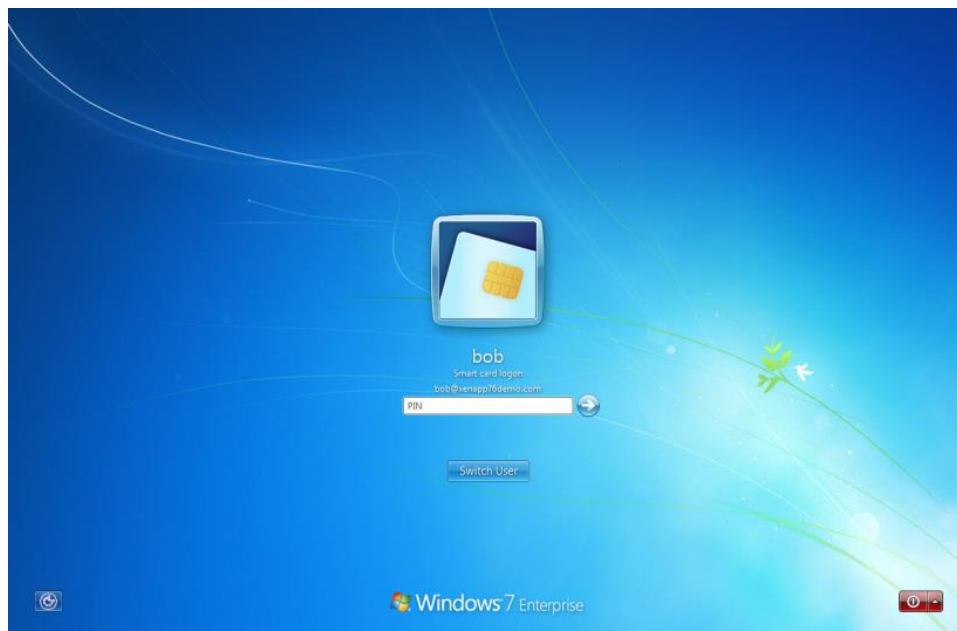 bob
Smart card logon
bob@xenapp76demo.com
PIN
Switch User
Windows 7 Enterprise